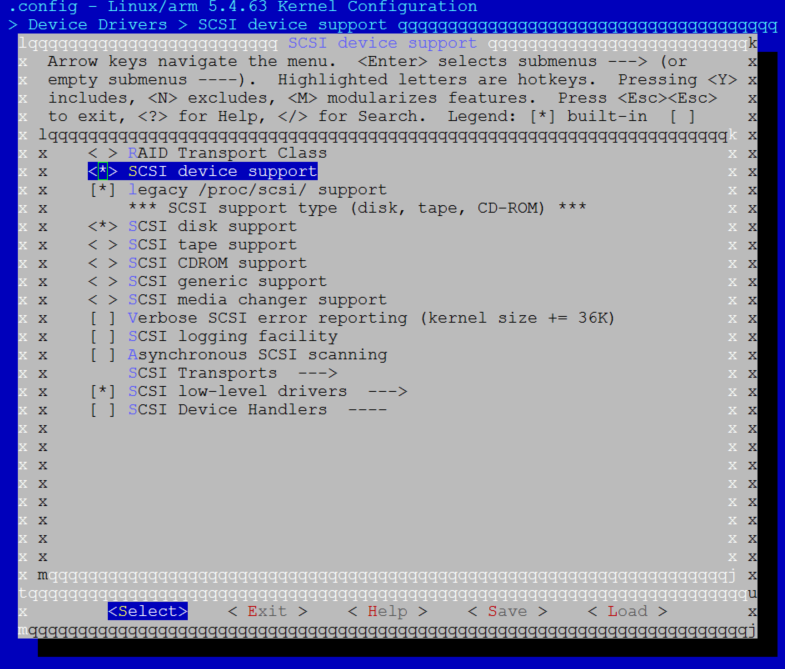 .config - Linux/arm 5.4.63 Kernel Configuration
> Device Drivers > SCSI device support qqqqqqqqqqqqqqqqqqqqqqqqqqqqqqqqqqqqqq
lqqqqqqqqqqqqqqqqqqqqqqqqq SCSI device support qqqqqqqqqqqqqqqqqqqqqqqqqqk
x Arrow keys navigate the menu. <Enter> selects submenus ---> (or x
x empty submenus ----). Highlighted letters are hotkeys. Pressing <Y> x
x includes, <N> excludes, <M> modularizes features. Press <Esc><Esc> x
x to exit, <?> for Help, </> for Search. Legend: [*] built-in [ ] x
x lqqqqqqqqqqqqqqqqqqqqqqqqqqqqqqqqqqqqqqqqqqqqqqqqqqqqqqqqqqqqqqqqqqqqk x
x x < > RAID Transport Class x x
x x <*> SCSI device support x x
x x [*] legacy /proc/scsi/ support x x
x x *** SCSI support type (disk, tape, CD-ROM) *** x x
x x <*> SCSI disk support x x
x x < > SCSI tape support x x
x x < > SCSI CDROM support x x
x x < > SCSI generic support x x
x x < > SCSI media changer support x x
x x [ ] Verbose SCSI error reporting (kernel size += 36K) x x
x x [ ] SCSI logging facility x x
x x [ ] Asynchronous SCSI scanning x x
x x SCSI Transports ---> x x
x x [*] SCSI low-level drivers ---> x x
x x [ ] SCSI Device Handlers ---- x x
x x x x
x x x x
x x x x
x x x x
x x x x
x x x x
x x x x
x x x x
x mqqqqqqqqqqqqqqqqqqqqqqqqqqqqqqqqqqqqqqqqqqqqqqqqqqqqqqqqqqqqqqqqqqqqj x
tqqqqqqqqqqqqqqqqqqqqqqqqqqqqqqqqqqqqqqqqqqqqqqqqqqqqqqqqqqqqqqqqqqqqqqqqu
x <Select> < Exit > < Help > < Save > < Load > x
mqqqqqqqqqqqqqqqqqqqqqqqqqqqqqqqqqqqqqqqqqqqqqqqqqqqqqqqqqqqqqqqqqqqqqqqqj